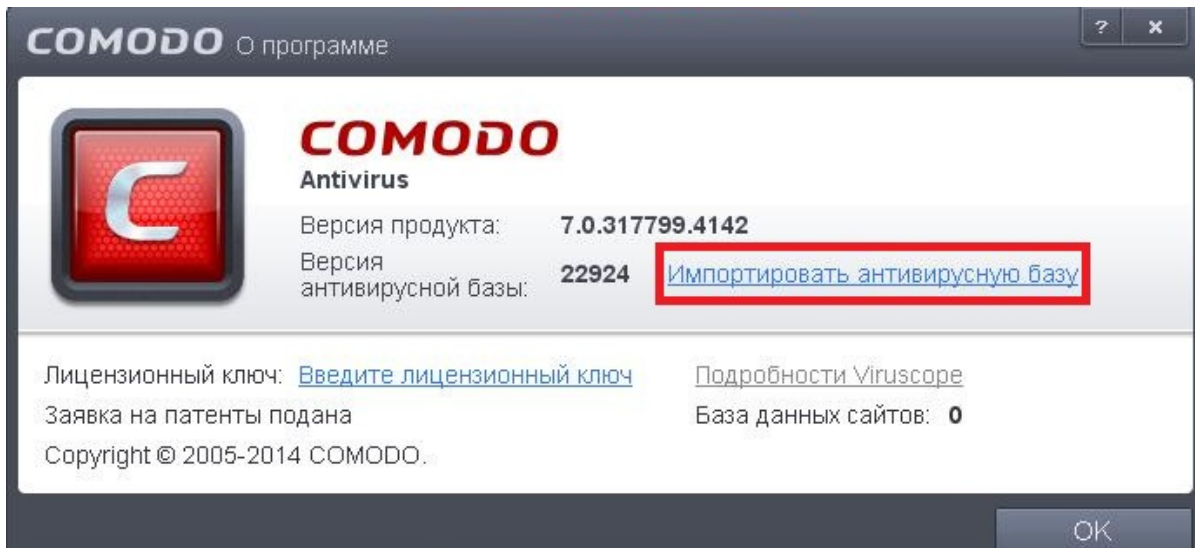 COMODO О программе
? ×
C
COMODO
Antivirus
Версия продукта: 7.0.317799.4142
Версия
антивирусной базы: 22924 Импортировать антивирусную базу
Лицензионный ключ: Введите лицензионный ключ Подробности Viruscope
Заявка на патенты подана База данных сайтов: 0
Copyright © 2005-2014 COMODO.
OK